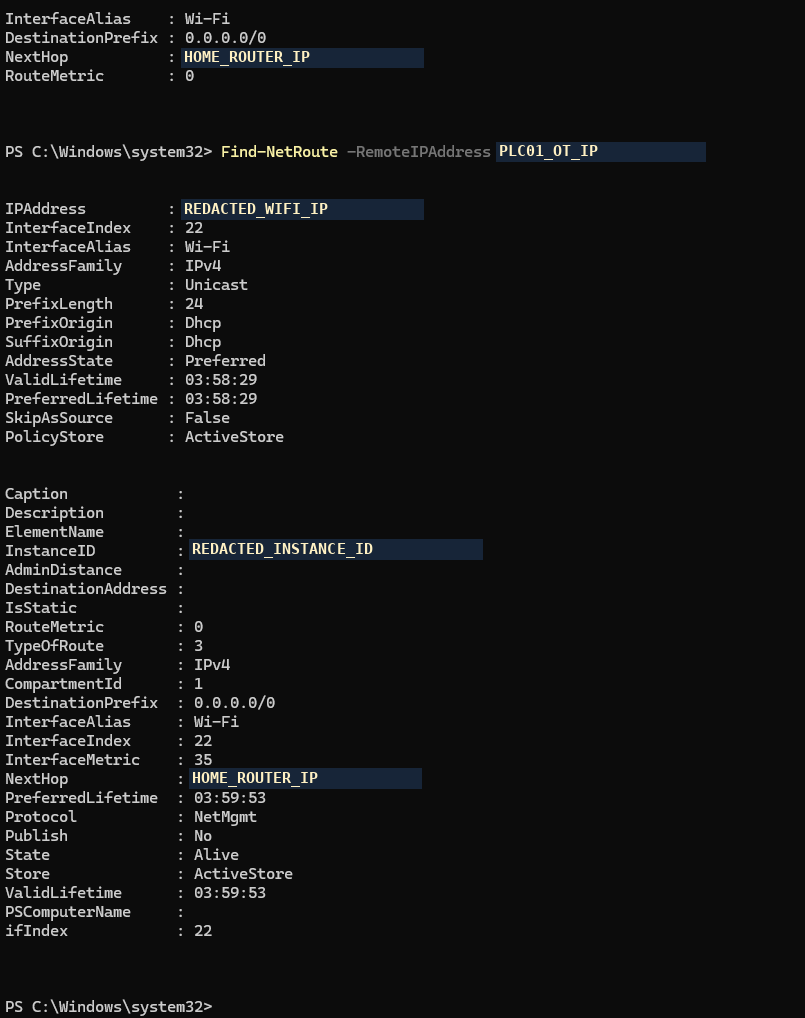 InterfaceAlias    : Wi-Fi
DestinationPrefix : 0.0.0.0/0
NextHop           : HOME_ROUTER_IP
RouteMetric       : 0
PS C:\Windows\system32> Find-NetRoute -RemoteIPAddress PLC01_OT_IP
IPAddress         : REDACTED_WIFI_IP
InterfaceIndex    : 22
InterfaceAlias    : Wi-Fi
AddressFamily     : IPv4
Type              : Unicast
PrefixLength      : 24
PrefixOrigin      : Dhcp
SuffixOrigin      : Dhcp
AddressState      : Preferred
ValidLifetime     : 03:58:29
PreferredLifetime : 03:58:29
SkipAsSource      : False
PolicyStore       : ActiveStore
Caption            :
Description        :
ElementName        :
InstanceID         : REDACTED_INSTANCE_ID
AdminDistance      :
DestinationAddress :
IsStatic           :
RouteMetric        : 0
TypeOfRoute        : 3
AddressFamily      : IPv4
CompartmentId      : 1
DestinationPrefix  : 0.0.0.0/0
InterfaceAlias     : Wi-Fi
InterfaceIndex     : 22
InterfaceMetric    : 35
NextHop            : HOME_ROUTER_IP
PreferredLifetime  : 03:59:53
Protocol           : NetMgmt
Publish            : No
State              : Alive
Store              : ActiveStore
ValidLifetime      : 03:59:53
PSComputerName     :
ifIndex            : 22
PS C:\Windows\system32>